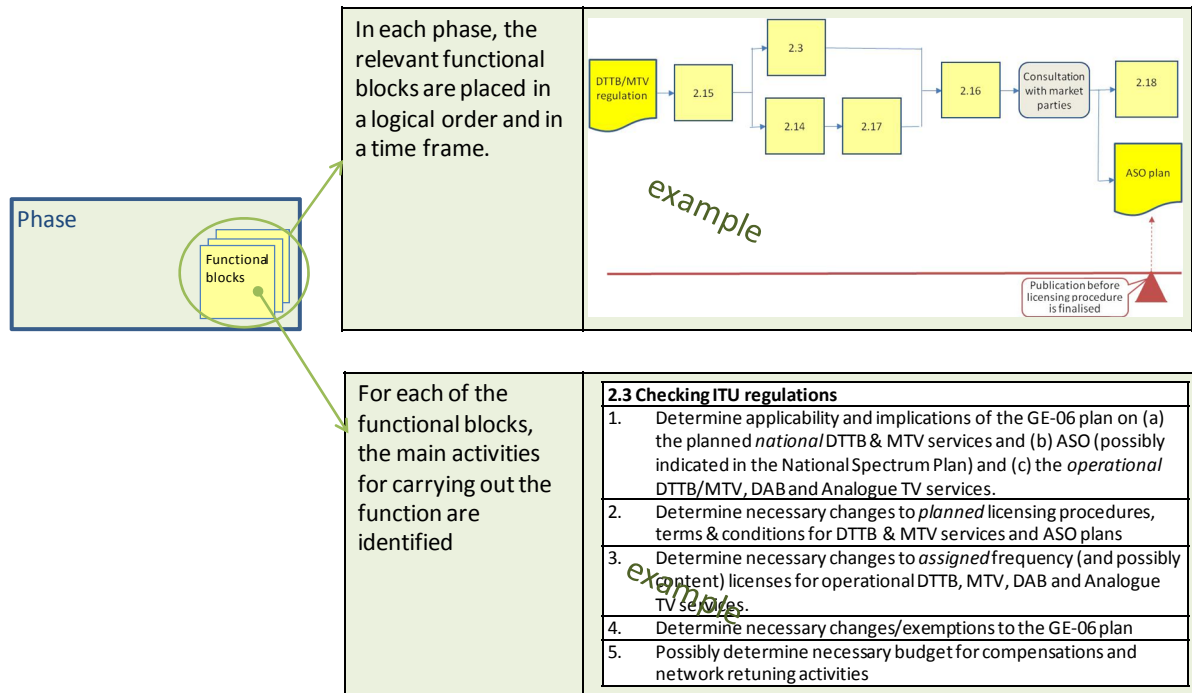 Phase
Functional
blocks
In each phase, the
relevant functional
blocks are placed in
a logical order and in
a time frame.
DTTB/MTV
regulation
2.15
2.3
2.14
2.17
2.16
Consultation
with market
parties
2.18
ASO plan
example
Publication before
licensing procedure
is finalised
For each of the
functional blocks,
the main activities
for carrying out the
function are
identified
2.3 Checking ITU regulations
1. Determine applicability and implications of the GE-06 plan on (a)
the planned national DTTB & MTV services and (b) ASO (possibly
indicated in the National Spectrum Plan) and (c) the operational
DTTB/MTV, DAB and Analogue TV services.
2. Determine necessary changes to planned licensing procedures,
terms & conditions for DTTB & MTV services and ASO plans
3. Determine necessary changes to assigned frequency (and possibly
content) licenses for operational DTTB, MTV, DAB and Analogue
TV services.
example
4. Determine necessary changes/exemptions to the GE-06 plan
5. Possibly determine necessary budget for compensations and
network retuning activities